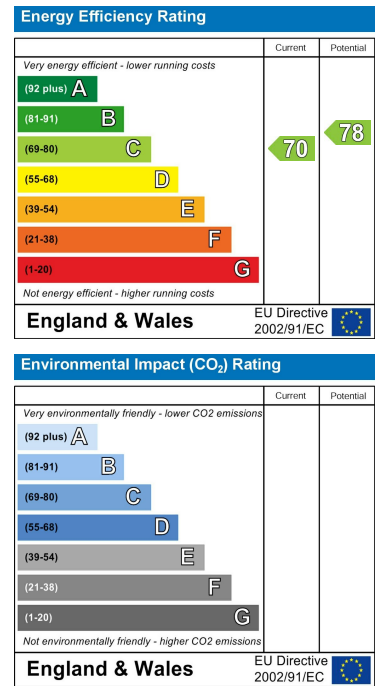 Energy Efficiency Rating
Current Potential
Very energy efficient - lower running costs
(92 plus) A
(81-91) B
(69-80) C
(55-68) D
(39-54) E
(21-38) F
(1-20) G
70
78
Not energy efficient - higher running costs
England & Wales
EU Directive
2002/91/EC
Environmental Impact (CO₂) Rating
Current Potential
Very environmentally friendly - lower CO2 emissions
(92 plus) A
(81-91) B
(69-80) C
(55-68) D
(39-54) E
(21-38) F
(1-20) G
Not environmentally friendly - higher CO2 emissions
England & Wales
EU Directive
2002/91/EC